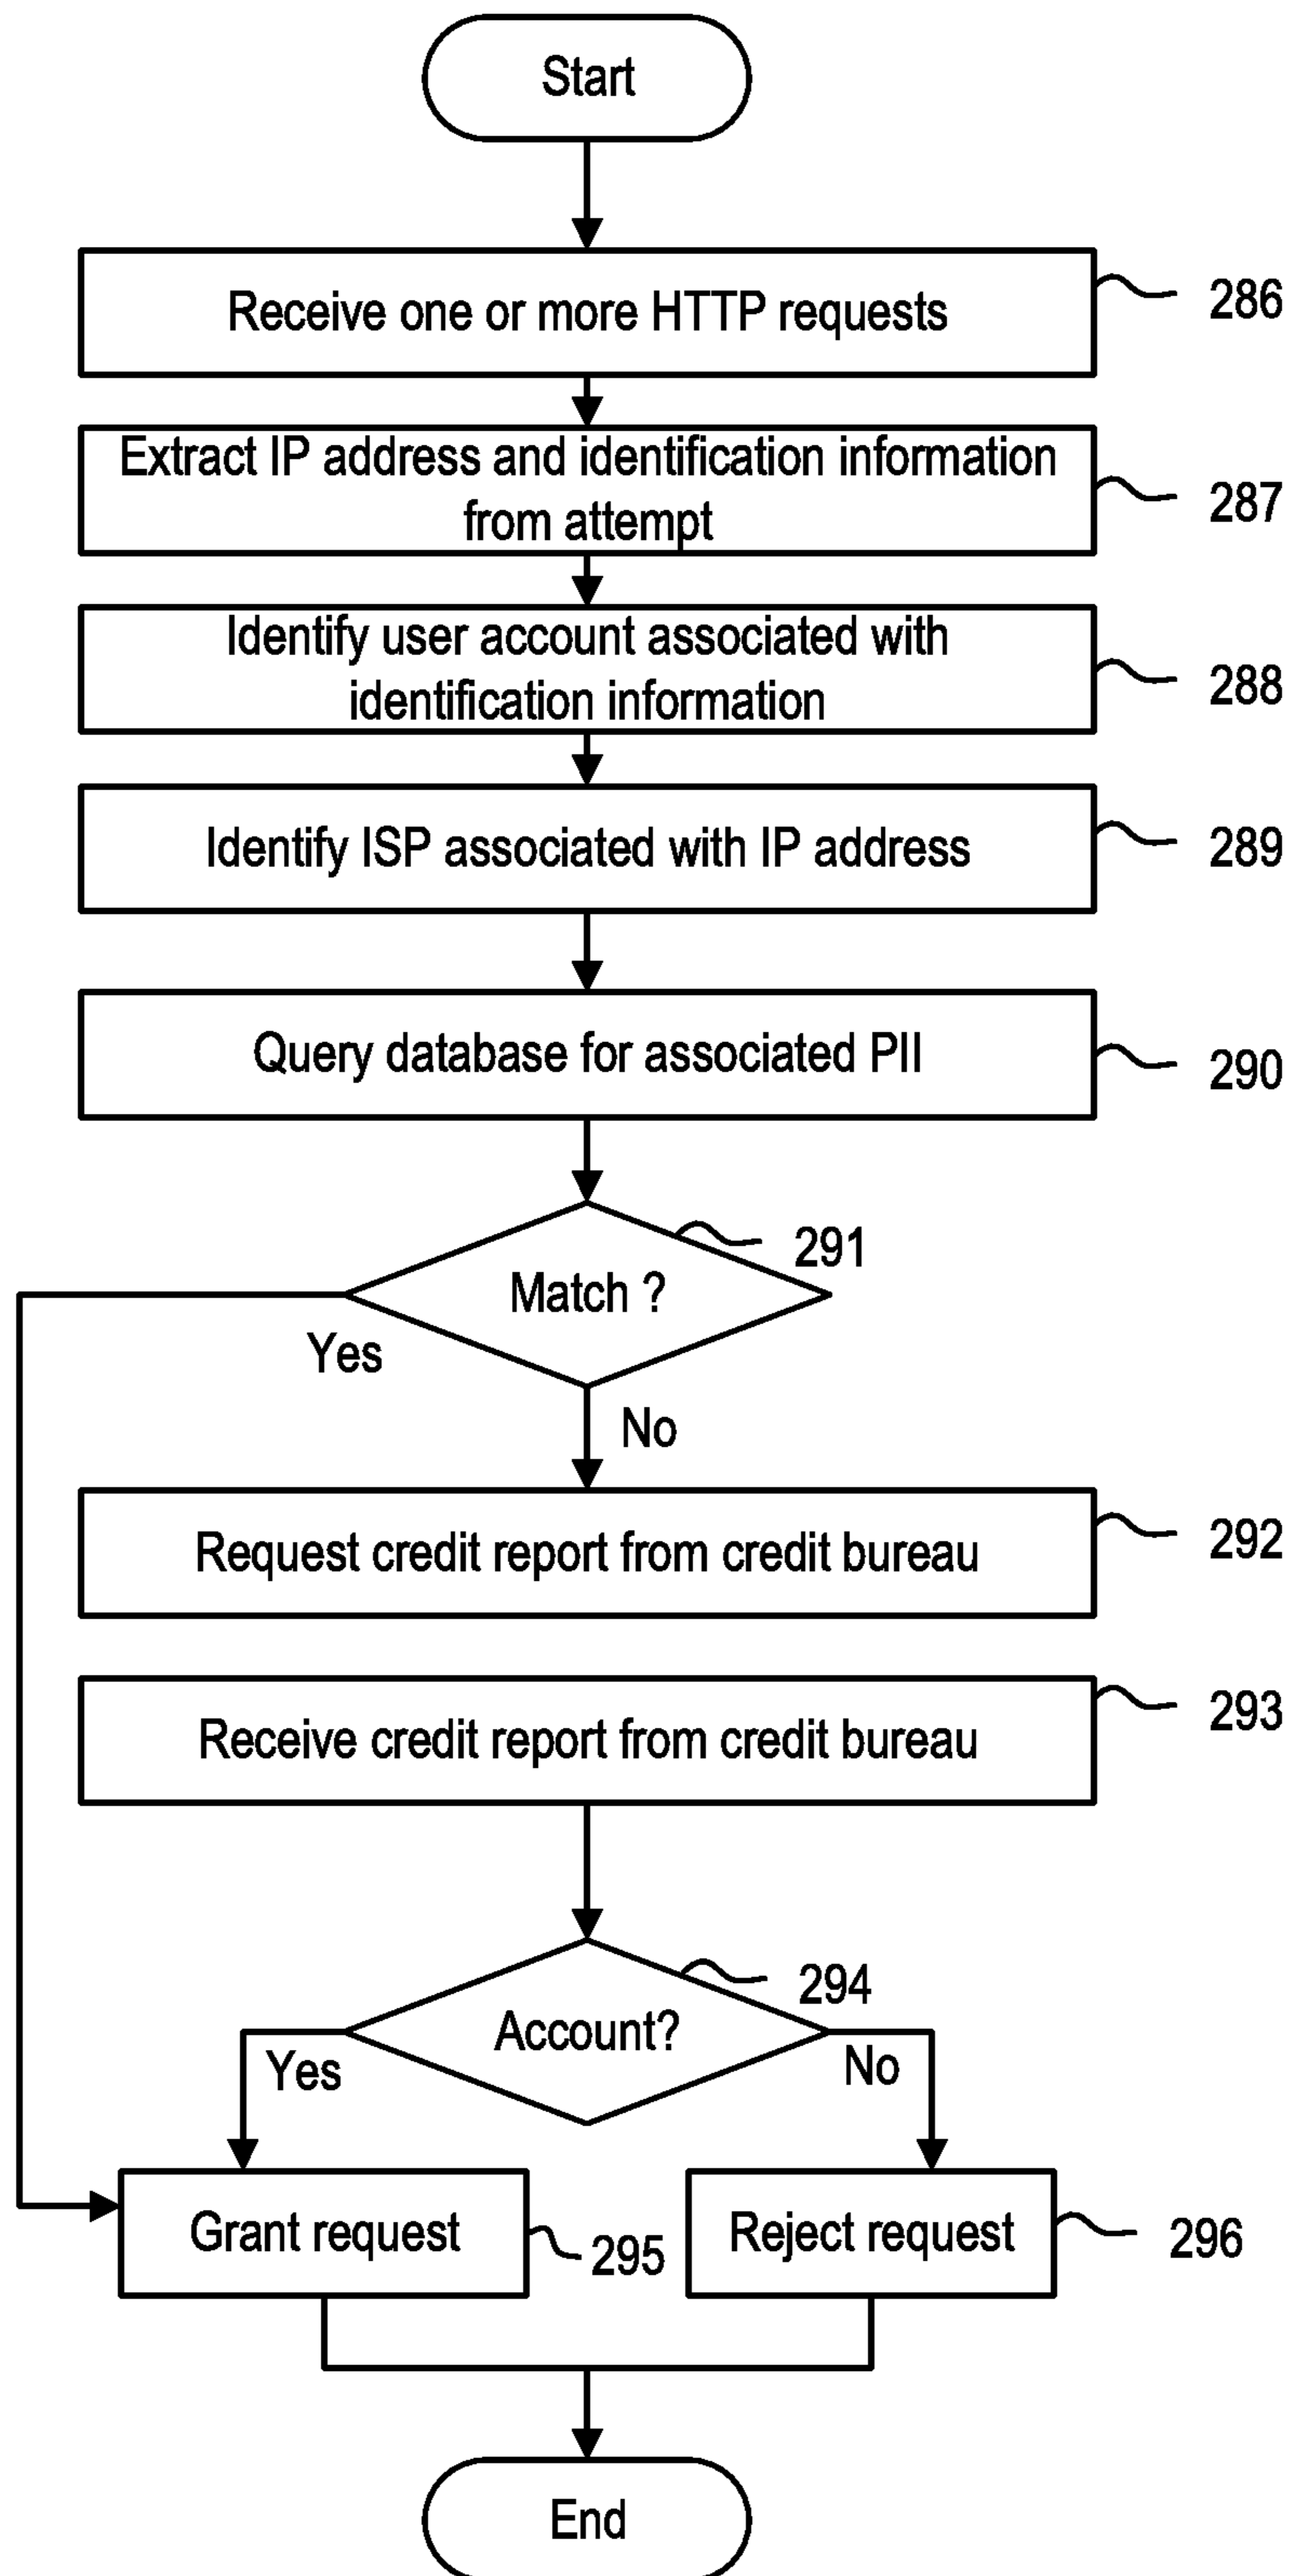 Start
Receive one or more HTTP requests
286
Extract IP address and identification information
from attempt
287
Identify user account associated with
identification information
288
Identify ISP associated with IP address
289
Query database for associated PII
290
291
Match ?
Yes
No
Request credit report from credit bureau
292
Receive credit report from credit bureau
293
294
Account?
Yes
No
Grant request
295
Reject request
296
End